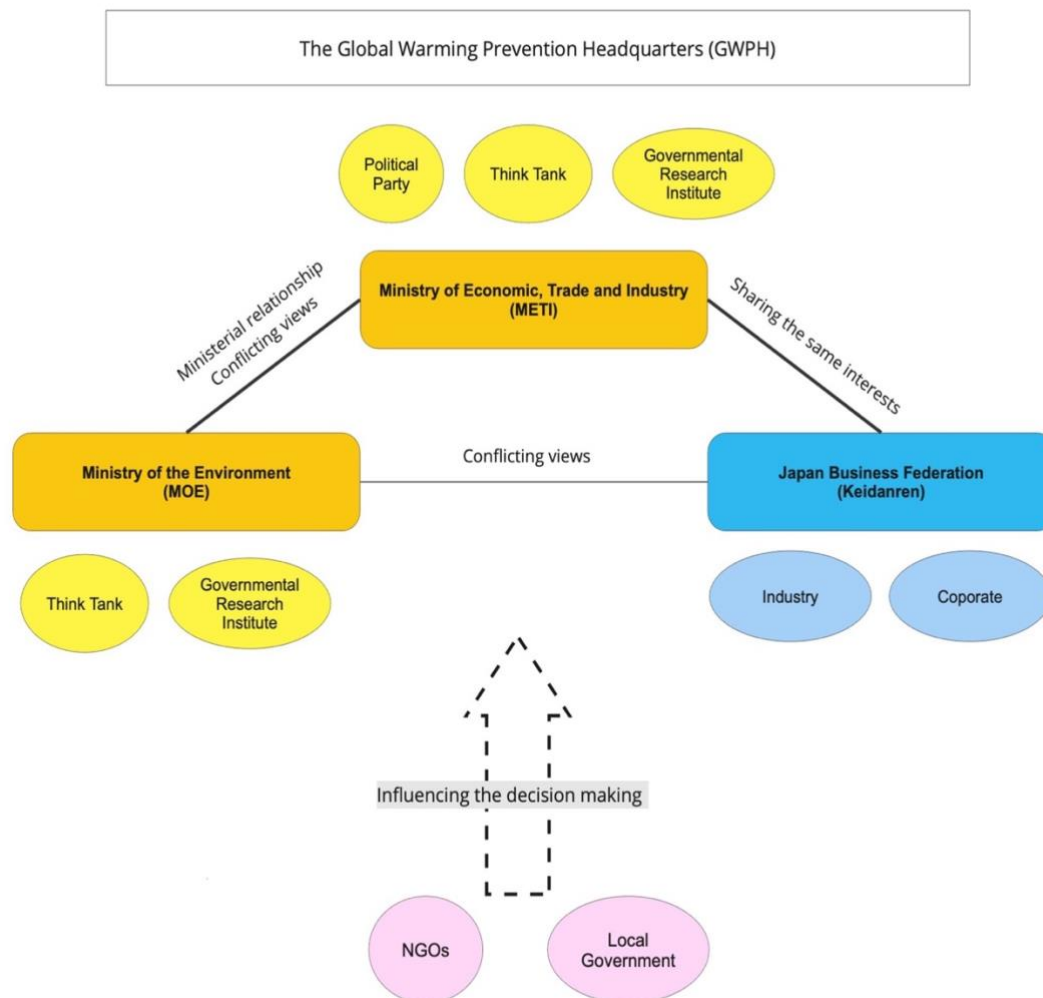 The Global Warming Prevention Headquarters (GWPH)
Political
Party
Think Tank
Governmental
Research
Institute
Ministry of Economic, Trade and Industry
(METI)
Ministerial relationship
Conflicting views
Sharing the same interests
Ministry of the Environment
(MOE)
Conflicting views
Japan Business Federation
(Keidanren)
Think Tank
Governmental
Research
Institute
Industry
Coporate
Influencing the decision making
NGOs
Local
Government